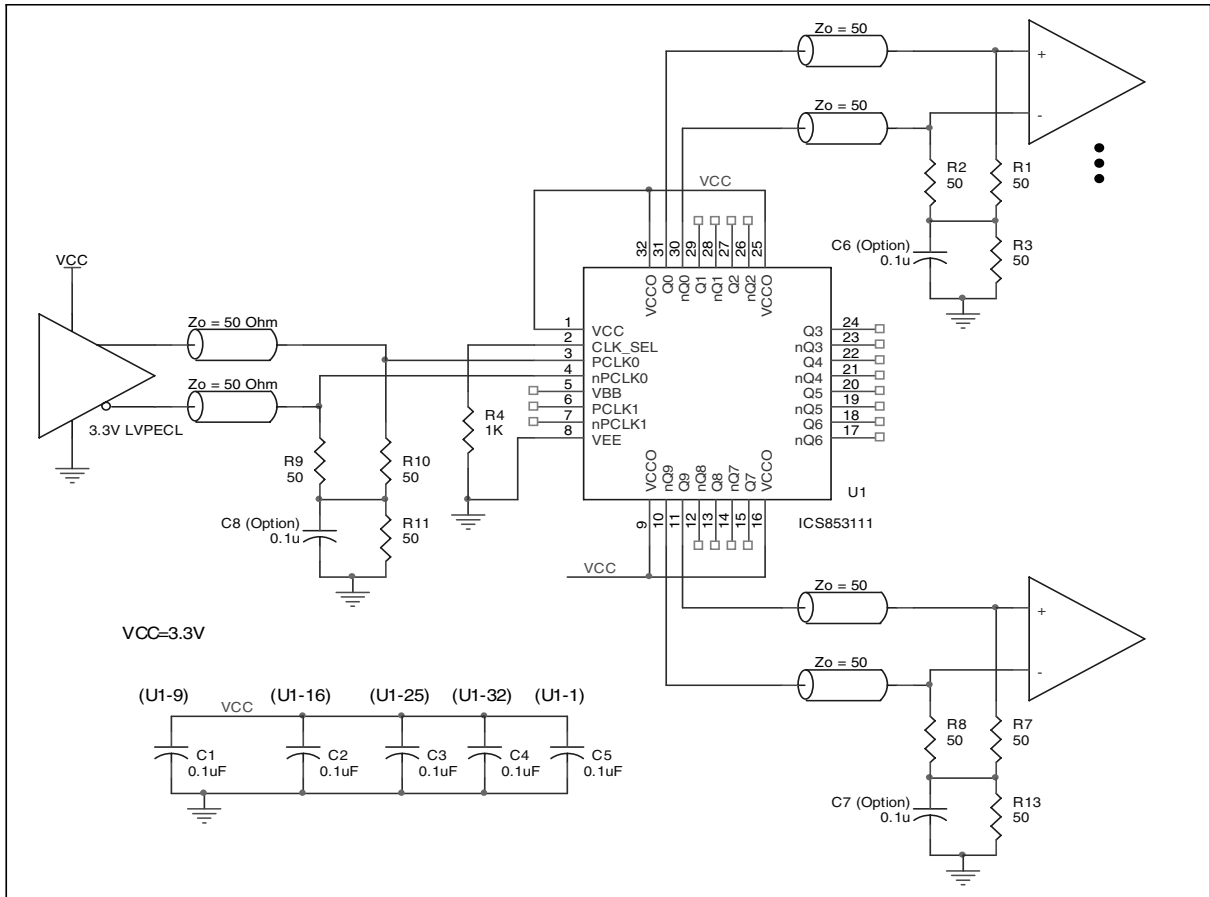 Zo = 50
+
Zo = 50
-
R2
50
R1
50
VCC
C6 (Option)
0.1u
R3
50
32
31
30
29
28
27
26
25
VCCO
Q0
nQ0
Q1
nQ1
Q2
nQ2
VCCO
VCC
Zo = 50 Ohm
Zo = 50 Ohm
3.3V LVPECL
1
2
3
4
5
6
7
8
VCC
CLK_SEL
PCLK0
nPCLK0
VBB
PCLK1
nPCLK1
VEE
Q3
nQ3
Q4
nQ4
Q5
nQ5
Q6
nQ6
24
23
22
21
20
19
18
17
R4
1K
R9
50
R10
50
VCCO
nQ9
Q9
nQ8
Q8
nQ7
Q7
VCCO
U1
ICS853111
9
10
11
12
13
14
15
16
C8 (Option)
0.1u
R11
50
VCC
Zo = 50
+
VCC=3.3V
Zo = 50
-
(U1-9)
(U1-16)
(U1-25)
(U1-32)
(U1-1)
VCC
R8
50
R7
50
C1
0.1uF
C2
0.1uF
C3
0.1uF
C4
0.1uF
C5
0.1uF
C7 (Option)
0.1u
R13
50